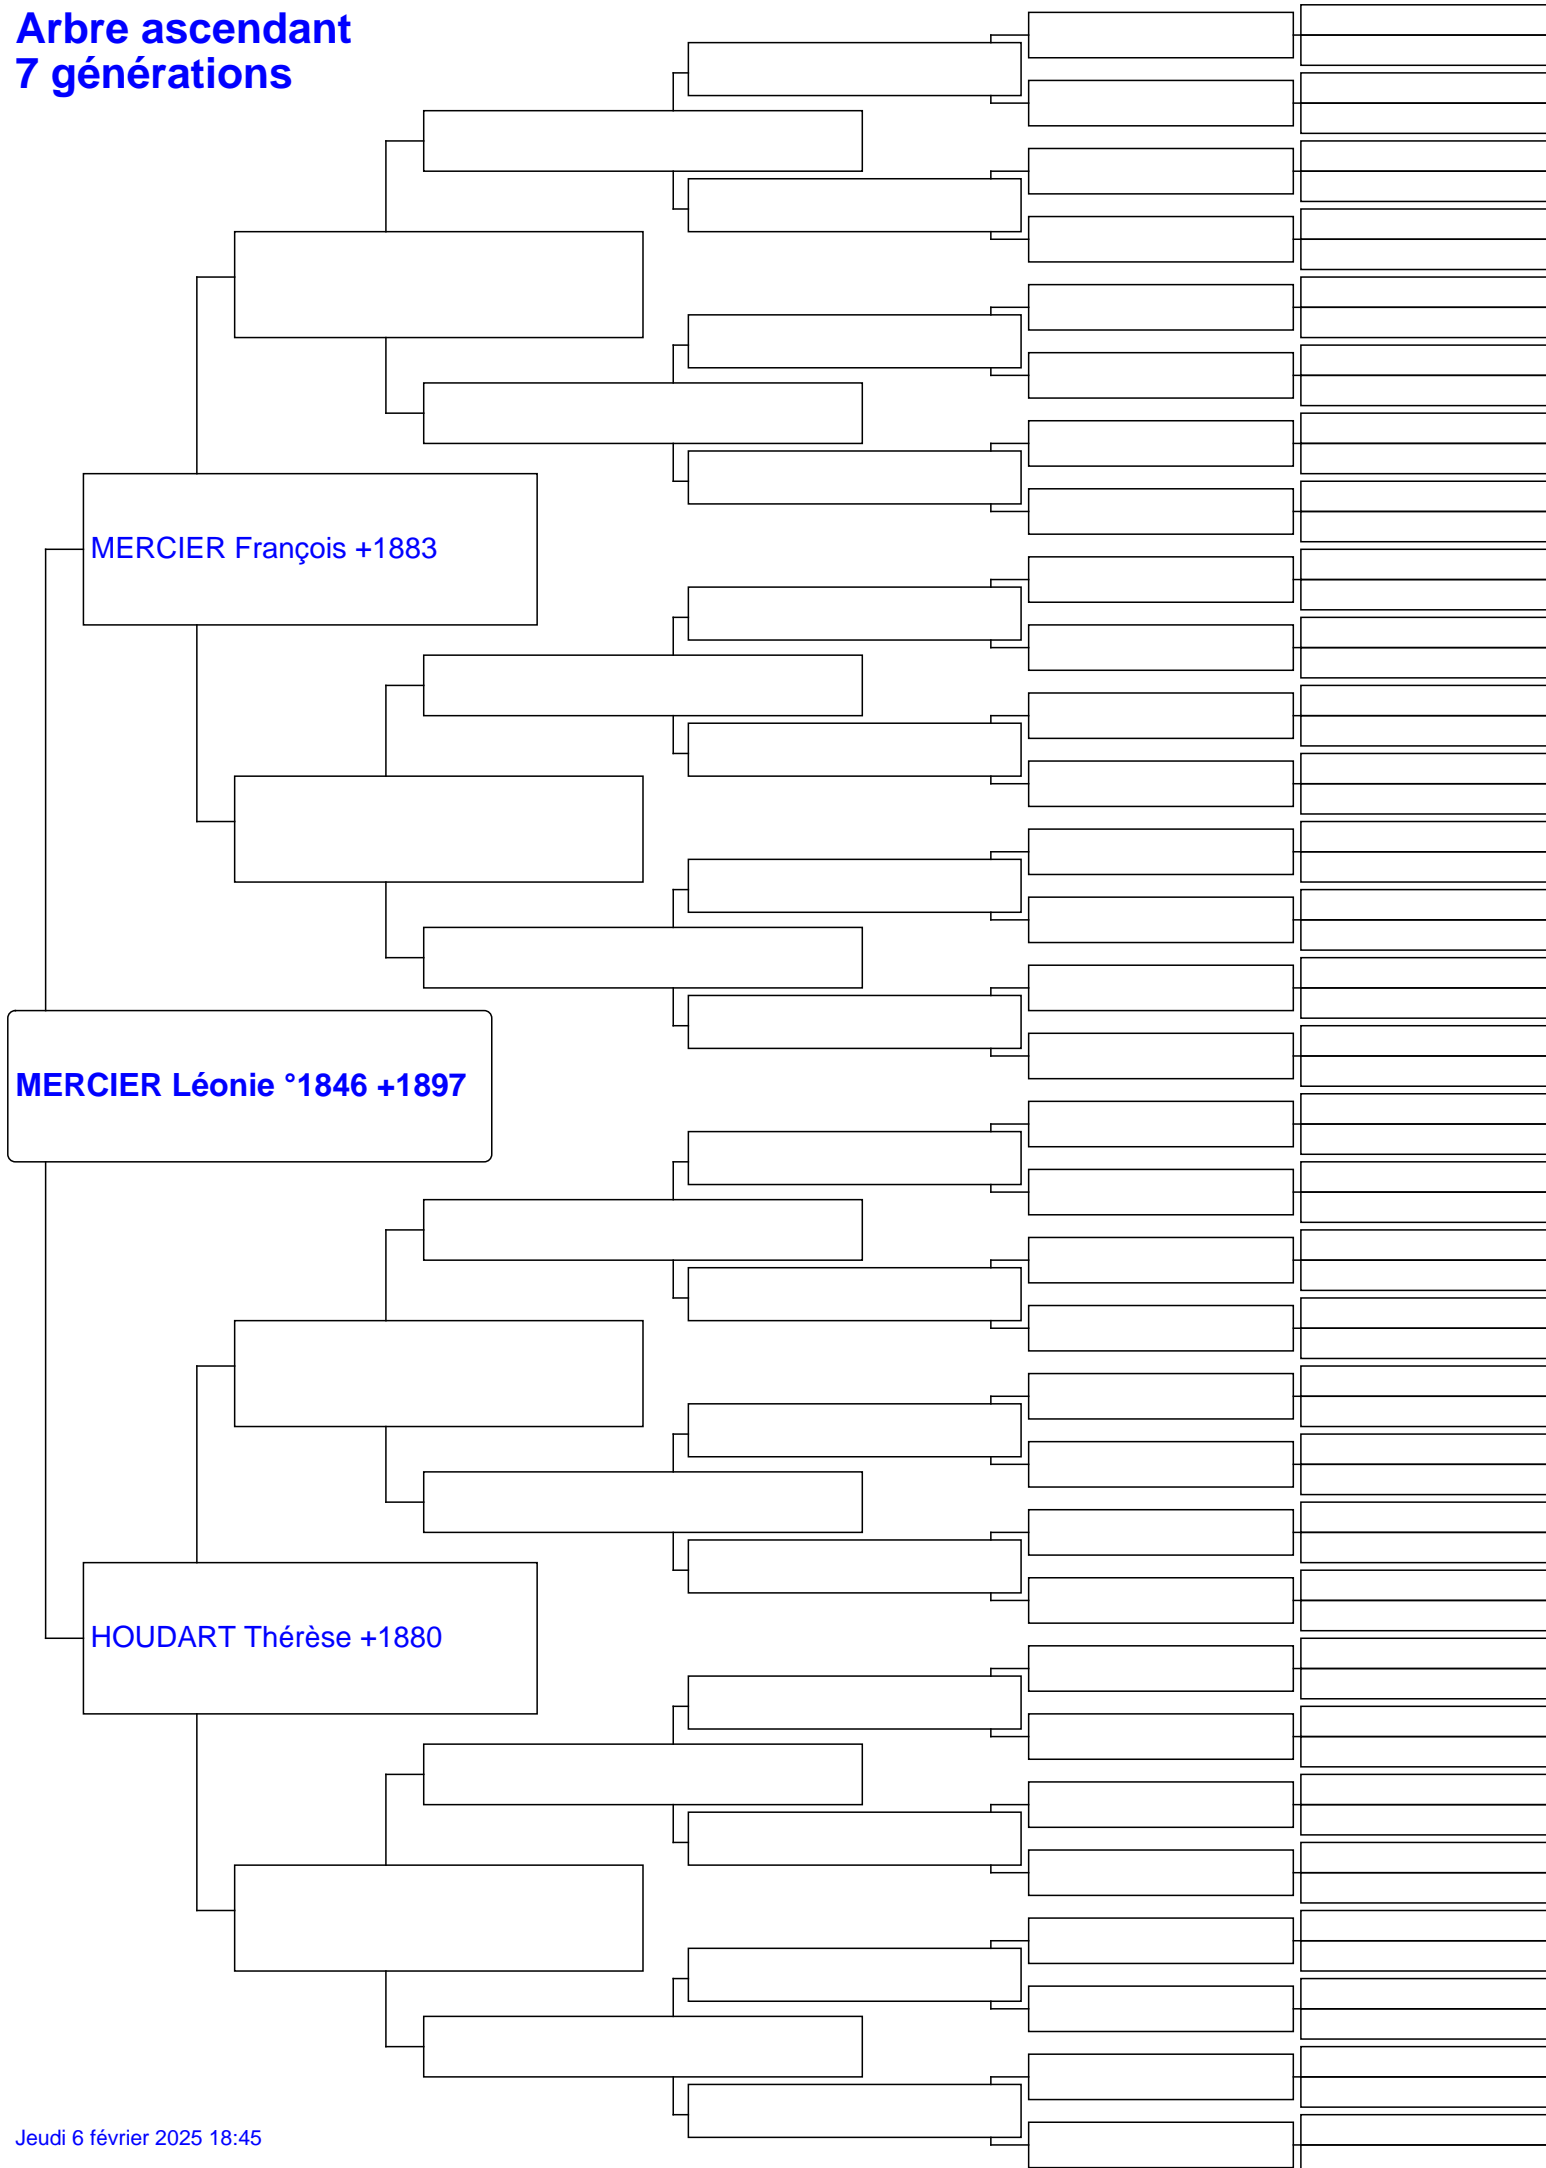 Arbre ascendant
7 générations
MERCIER François +1883
MERCIER Léonie °1846 +1897
HOUDART Thérèse +1880
Jeudi 6 février 2025 18:45